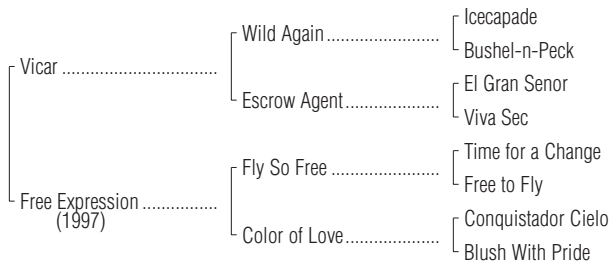 Icecapade
Wild Again ....................
Bushel-n-Peck
Vicar ............................
El Gran Senor
Escrow Agent.................
Viva Sec
Time for a Change
Fly So Free ...................
Free to Fly
Free Expression .............
(1997)
Conquistador Cielo
Color of Love.................
Blush With Pride